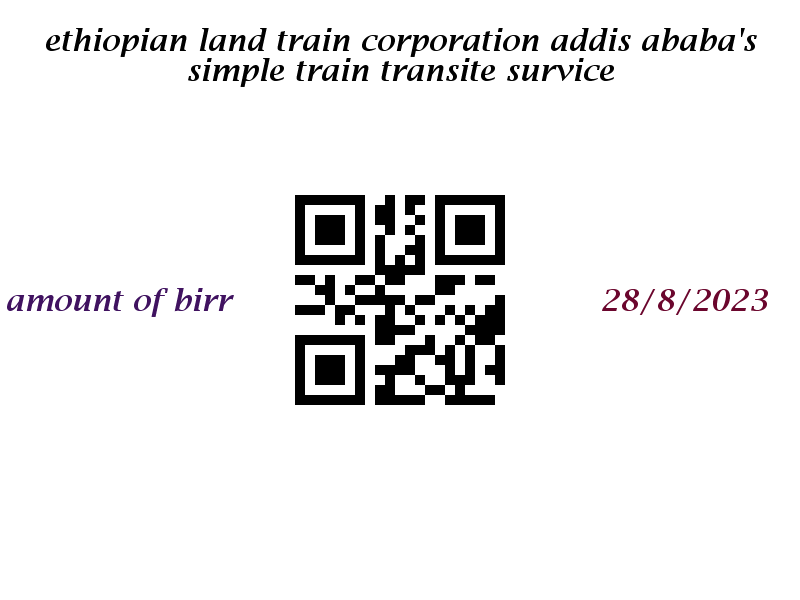 ethiopian land train corporation addis ababa's
simple train transite survice
amount of birr
28/8/2023